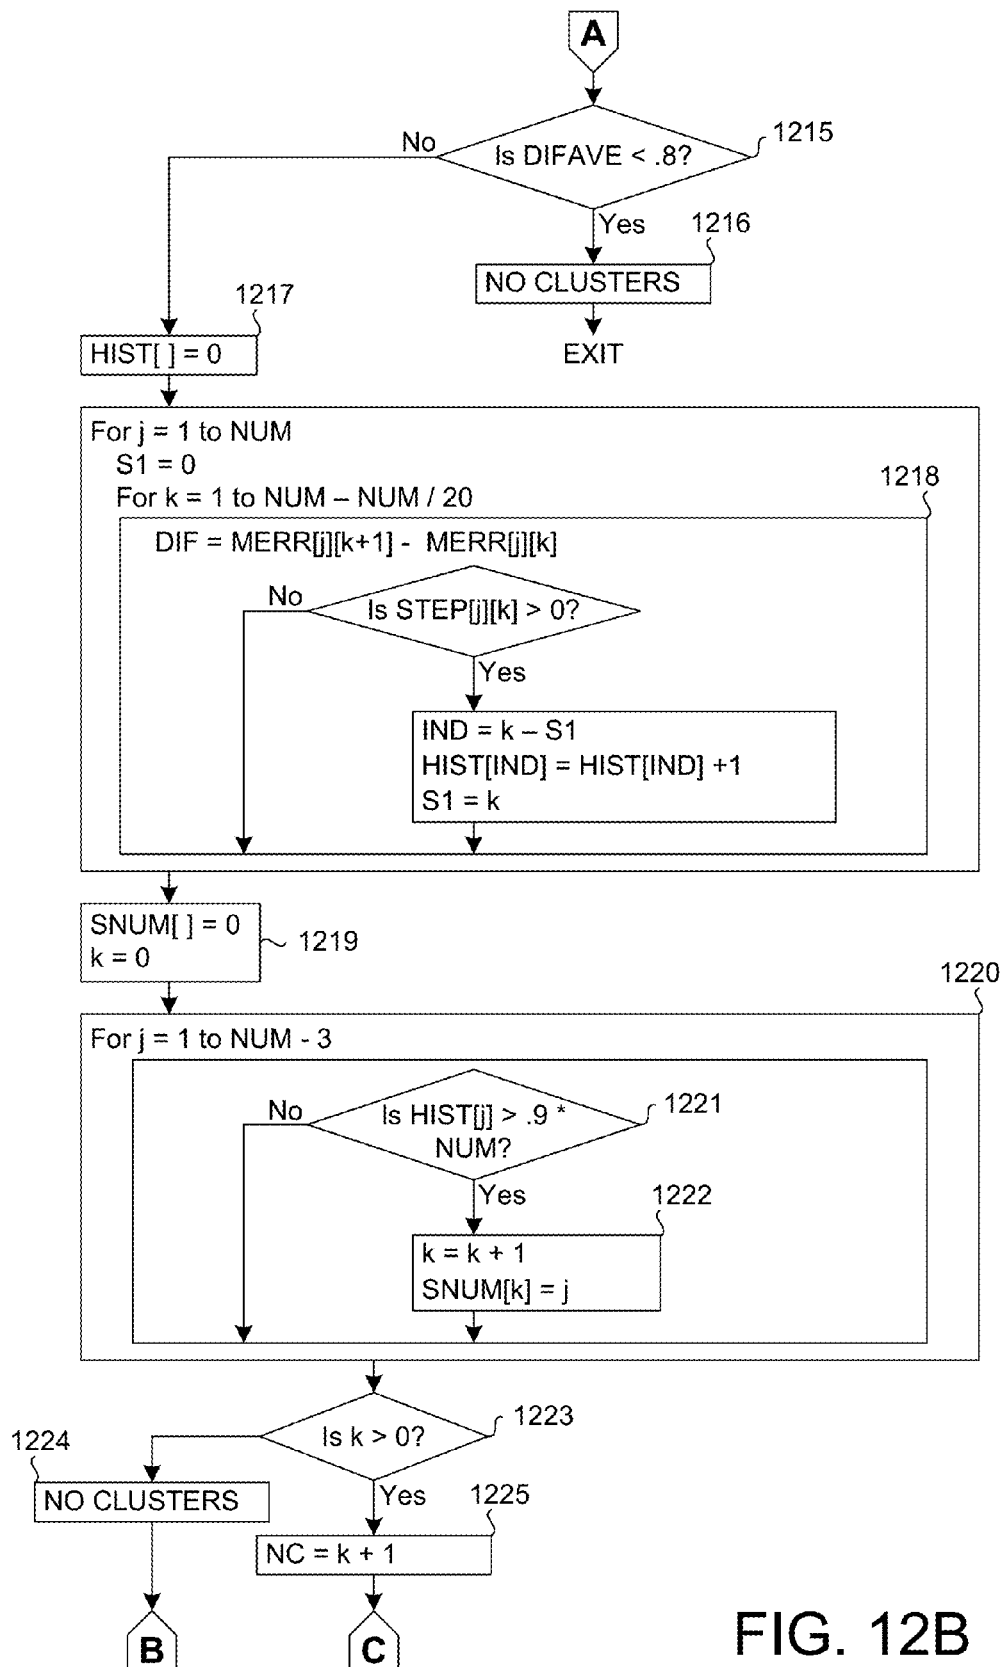 A
Is DIFAVE < .8?
1215
No
Yes
1216
NO CLUSTERS
EXIT
1217
HIST[ ] = 0
For j = 1 to NUM
S1 = 0
For k = 1 to NUM – NUM / 20
1218
DIF = MERR[j][k+1] - MERR[j][k]
Is STEP[j][k] > 0?
No
Yes
IND = k – S1
HIST[IND] = HIST[IND] +1
S1 = k
SNUM[ ] = 0
k = 0
1219
1220
For j = 1 to NUM - 3
Is HIST[j] > .9 *
NUM?
1221
No
Yes
1222
k = k + 1
SNUM[k] = j
Is k > 0?
1223
1224
NO CLUSTERS
Yes
1225
NC = k + 1
B
C
FIG. 12B